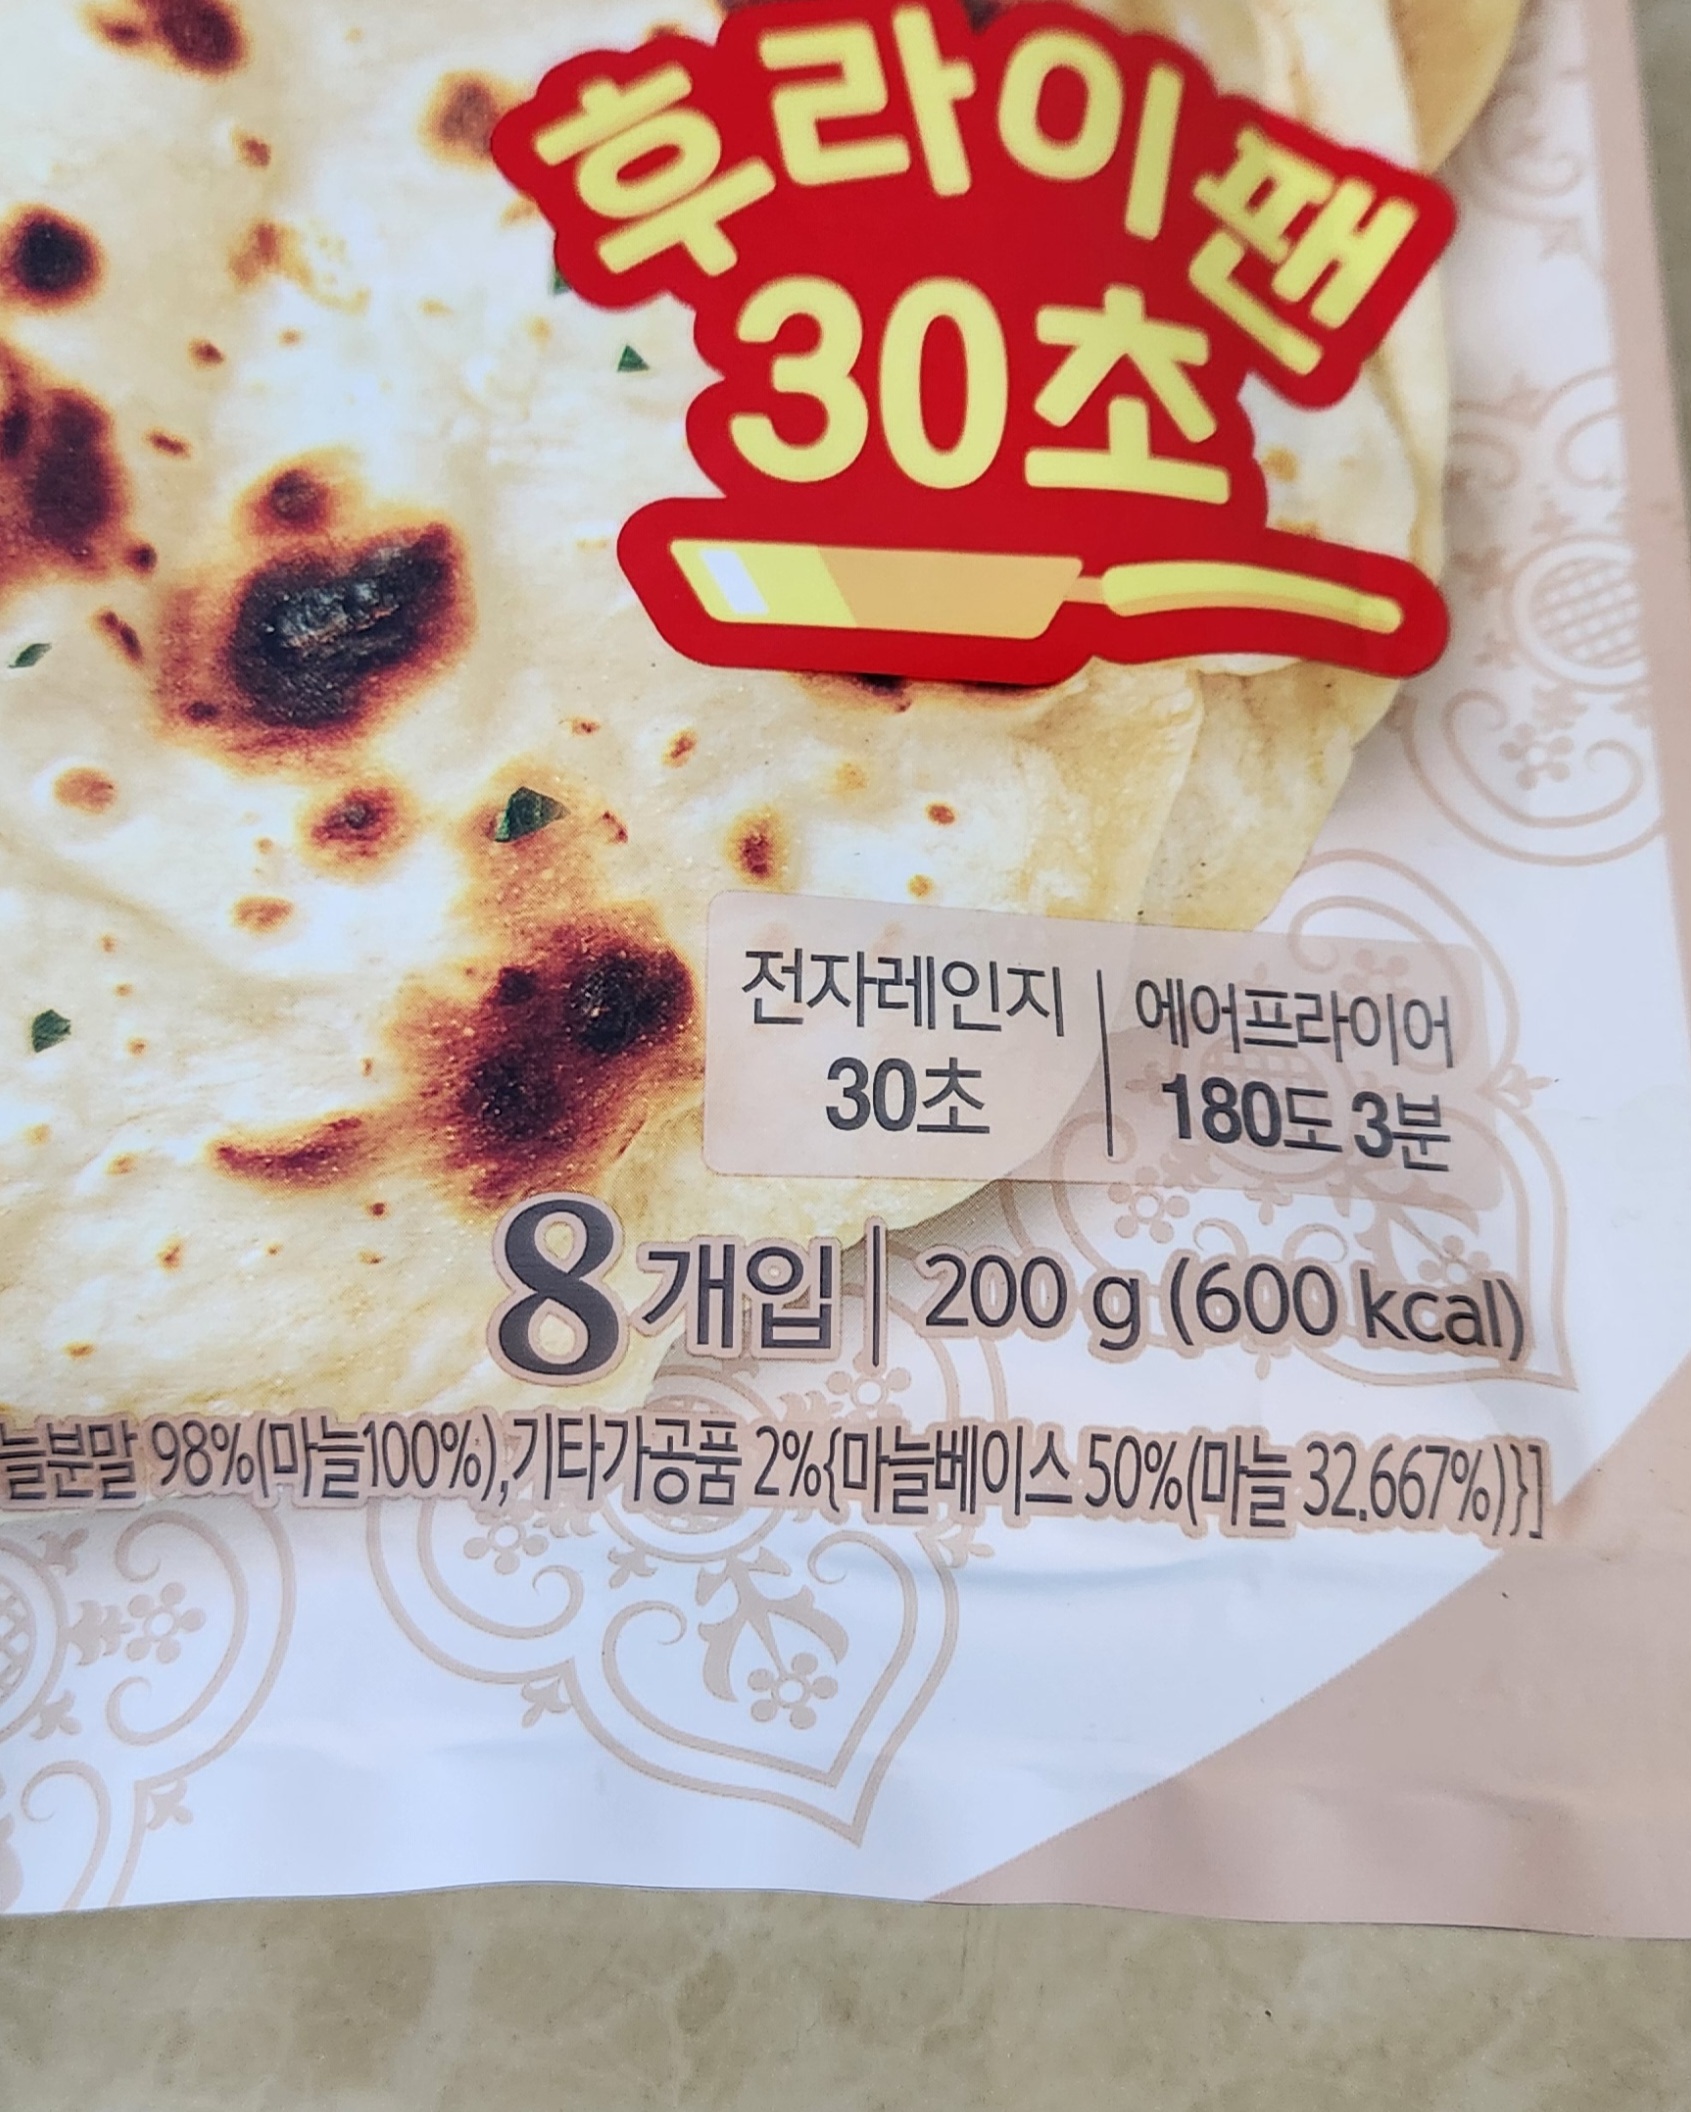 후라이팬
30초
전자레인지 | 에어프라이어
30초 | 180도 3분
8개입 | 200 g (600 kcal)
늘분말 98%(마늘100%),기타가공품 2%{마늘베이스 50%(마늘 32.667%)}]